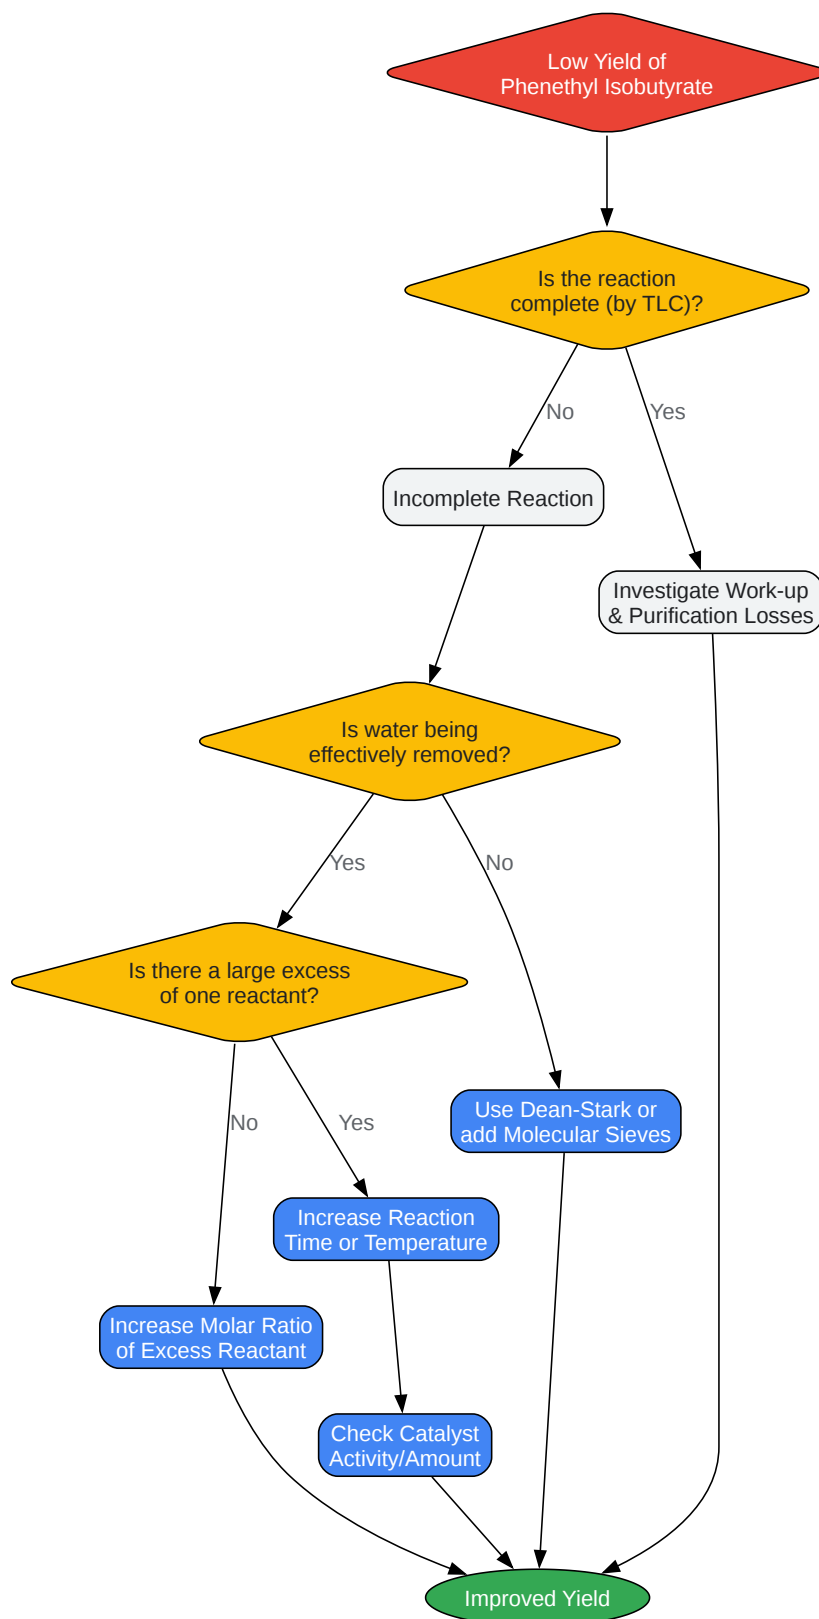 Low Yield of
Phenethyl Isobutyrate
Is the reaction
complete (by TLC)?
No
Yes
Incomplete Reaction
Investigate Work-up
& Purification Losses
Is water being
effectively removed?
Yes
No
Is there a large excess
of one reactant?
No
Yes
Use Dean-Stark or
add Molecular Sieves
Increase Reaction
Time or Temperature
Increase Molar Ratio
of Excess Reactant
Check Catalyst
Activity/Amount
Improved Yield